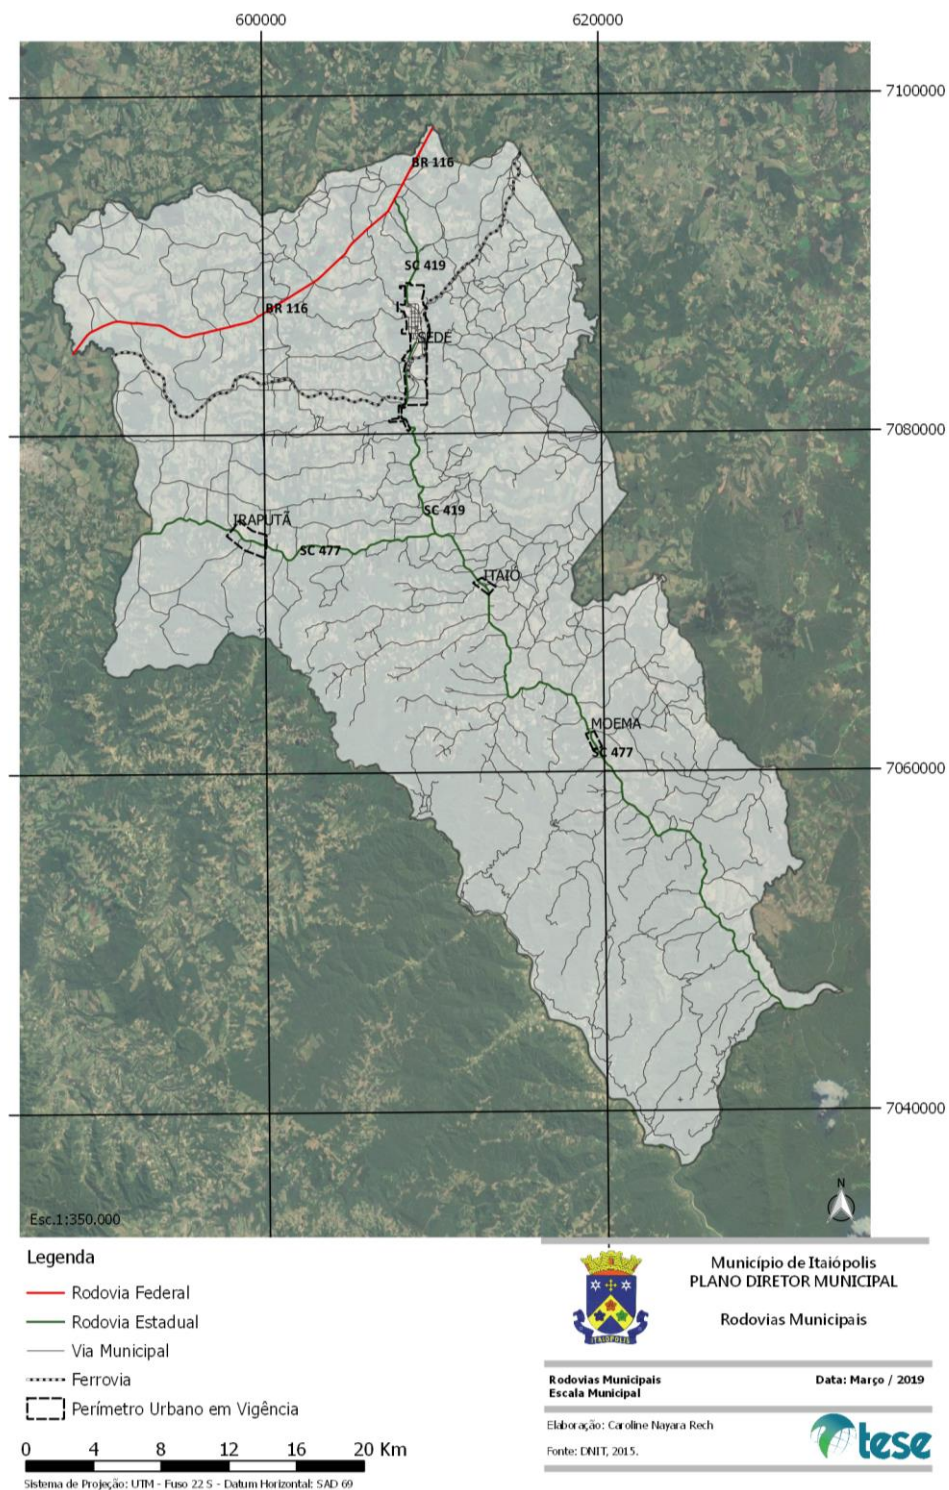 600000 620000
7100000
BR 116
SC 419
BR 116
SEDE
7080000
SC 419
IRAPUTÃ
SC 477
ITAIÓ
MOEMA
SC 477
7060000
7040000
N
Esc.1:350.000
Legenda
Rodovia Federal
Rodovia Estadual
Via Municipal
Ferrovia
Perímetro Urbano em Vigência
0 4 8 12 16 20 Km
Sistema de Projeção: UTM - Fuso 22 S - Datum Horizontal: SAD 69
ITAIÓPOLIS
Município de Itaiópolis
PLANO DIRETOR MUNICIPAL
Rodovias Municipais
Rodovias Municipais Data: Março / 2019
Escala Municipal
Elaboração: Caroline Nayara Rech
Fonte: DNIT, 2015.
tese